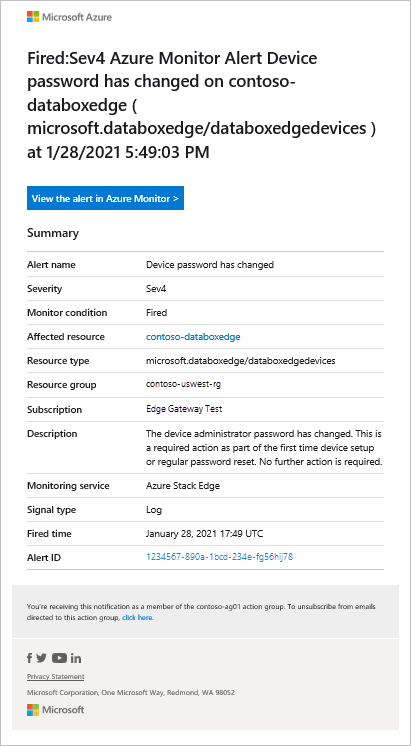 Microsoft Azure
Fired:Sev4 Azure Monitor Alert Device
password has changed on contoso-
databoxedge (
microsoft.databoxedge/databoxedgedevices )
at 1/28/2021 5:49:03 PM
View the alert in Azure Monitor >
Summary
Alert name Device password has changed
Severity Sev4
Monitor condition Fired
Affected resource contoso-databoxedge
Resource type microsoft.databoxedge/databoxedgedevices
Resource group contoso-uswest-rg
Subscription Edge Gateway Test
Description The device administrator password has changed. This is
a required action as part of the first time device setup
or regular password reset. No further action is required.
Monitoring service Azure Stack Edge
Signal type Log
Fired time January 28, 2021 17:49 UTC
Alert ID 1234567-890a-1bcd-234e-fg56hij78
You're receiving this notification as a member of the contoso-ag01 action group. To unsubscribe from emails
directed to this action group, click here.
Privacy Statement
Microsoft Corporation, One Microsoft Way, Redmond, WA 98052
Microsoft